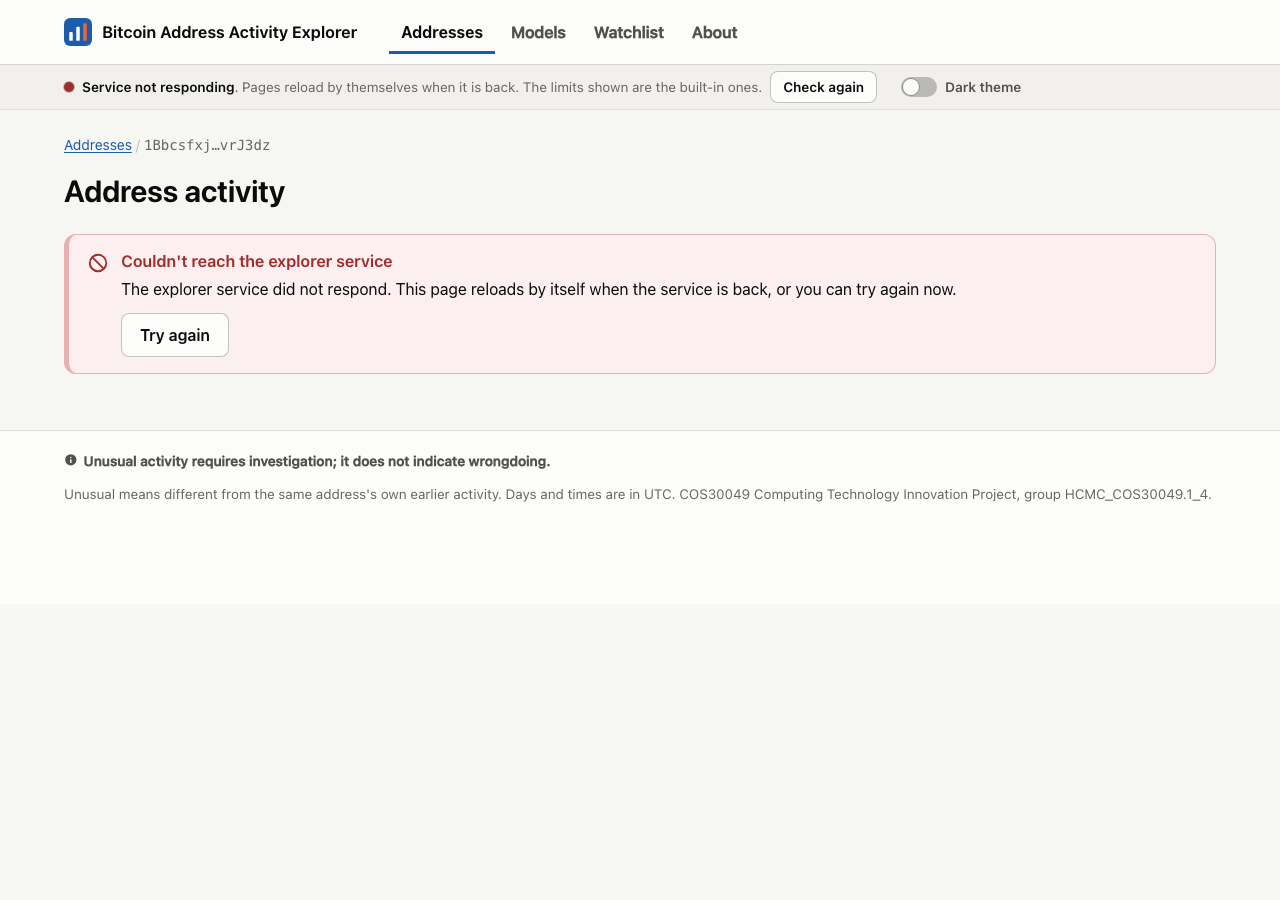 Bitcoin Address Activity Explorer Addresses Models Watchlist About
Service not responding. Pages reload by themselves when it is back. The limits shown are the built-in ones. Check again Dark theme
Addresses / 1Bbcsfxj…vrJ3dz
Address activity
Couldn't reach the explorer service
The explorer service did not respond. This page reloads by itself when the service is back, or you can try again now.
Try again
Unusual activity requires investigation; it does not indicate wrongdoing.
Unusual means different from the same address's own earlier activity. Days and times are in UTC. COS30049 Computing Technology Innovation Project, group HCMC_COS30049.1_4.